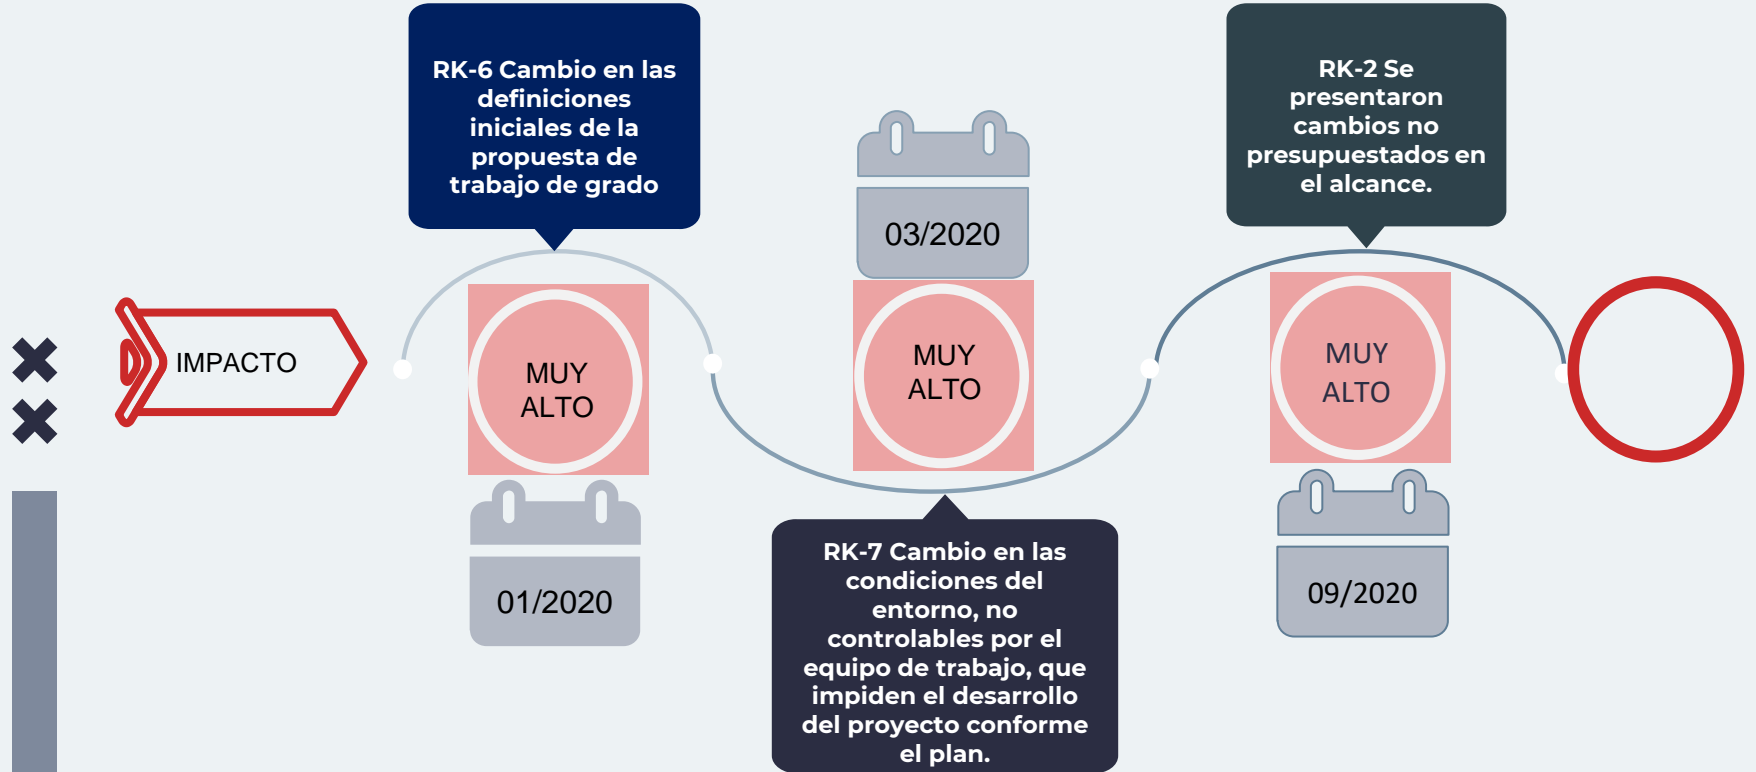 IMPACTO
RK-6 Cambio en las
definiciones
iniciales de la
propuesta de
trabajo de grado
MUY
ALTO
01/2020
03/2020
MUY
ALTO
RK-7 Cambio en las
condiciones del
entorno, no
controlables por el
equipo de trabajo, que
impiden el desarrollo
del proyecto conforme
el plan.
RK-2 Se
presentaron
cambios no
presupuestados en
el alcance.
MUY
ALTO
09/2020